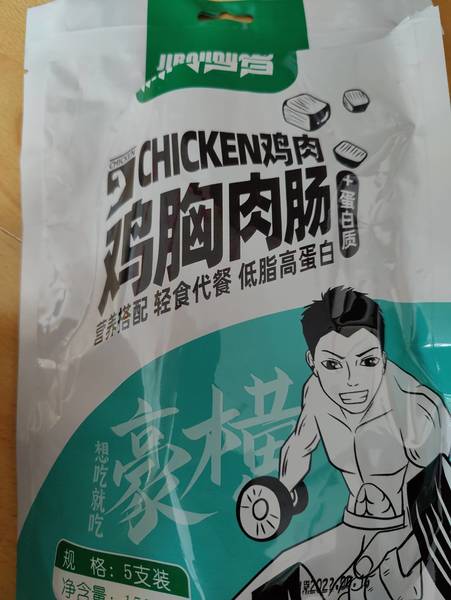 CHICKEN鸡肉
CHICKEN
鸡胸肉肠
+蛋白质
营养搭配 轻食代餐 低脂高蛋白
豪横
想吃就吃
规 格：5支装
净含量：